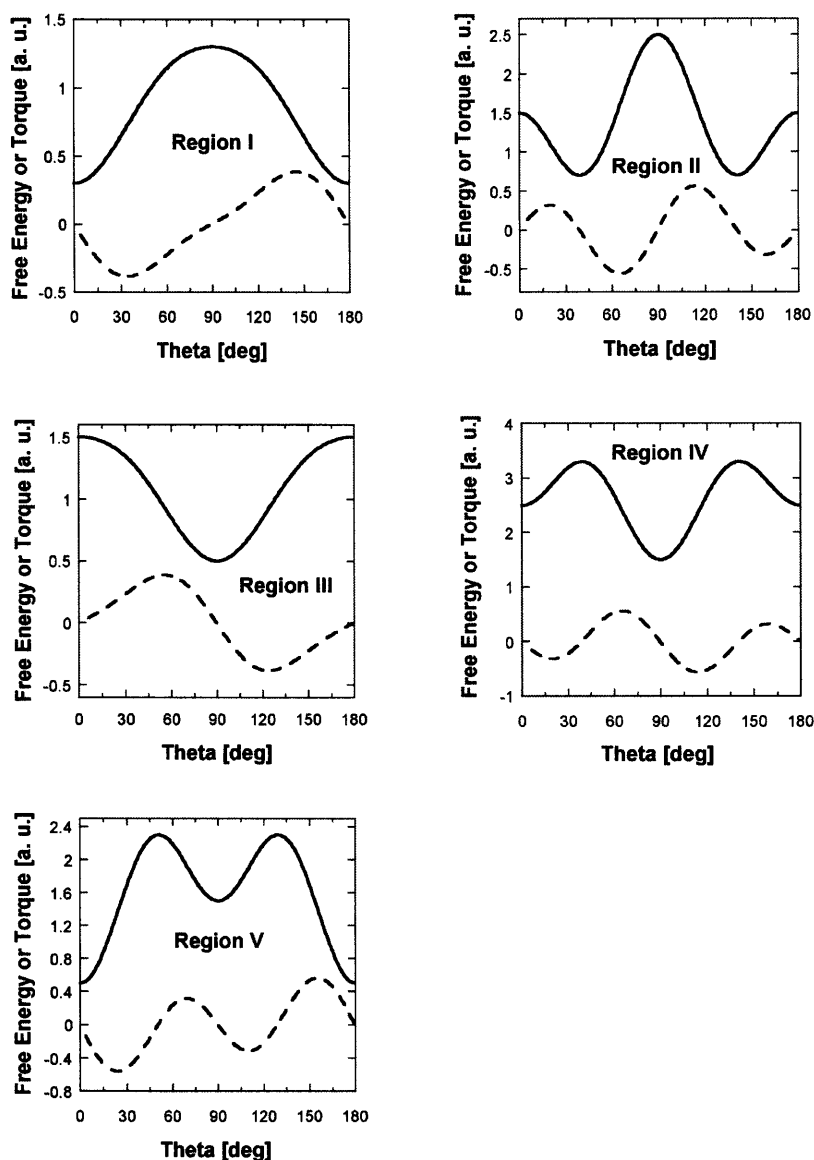 Free Energy or Torque [a. u.]
1.5
1
0.5
0
-0.5
Region I
0 30 60 90 120 150 180
Theta [deg]
Free Energy or Torque [a. u.]
2.5
1.5
0.5
-0.5
Region II
0 30 60 90 120 150 180
Theta [deg]
Free Energy or Torque [a. u.]
1.5
1
0.5
0
-0.5
Region III
0 30 60 90 120 150 180
Theta [deg]
Free Energy or Torque [a. u.]
4
3
2
1
0
-1
Region IV
0 30 60 90 120 150 180
Theta [deg]
Free Energy or Torque [a. u.]
2.4
2
1.6
1.2
0.8
0.4
0
-0.4
-0.8
Region V
0 30 60 90 120 150 180
Theta [deg]